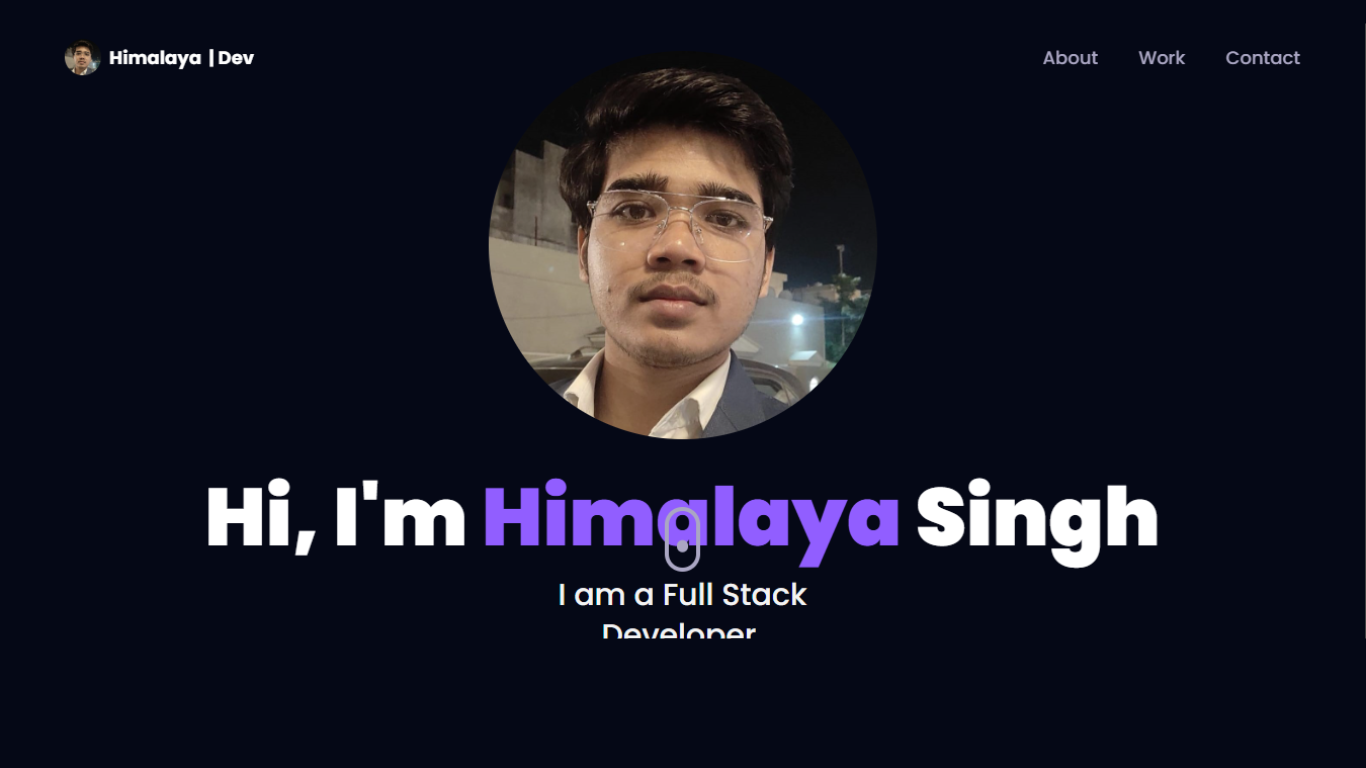 Himalaya | Dev
About Work Contact
Hi, I'm Himalaya Singh
I am a Full Stack
Developer